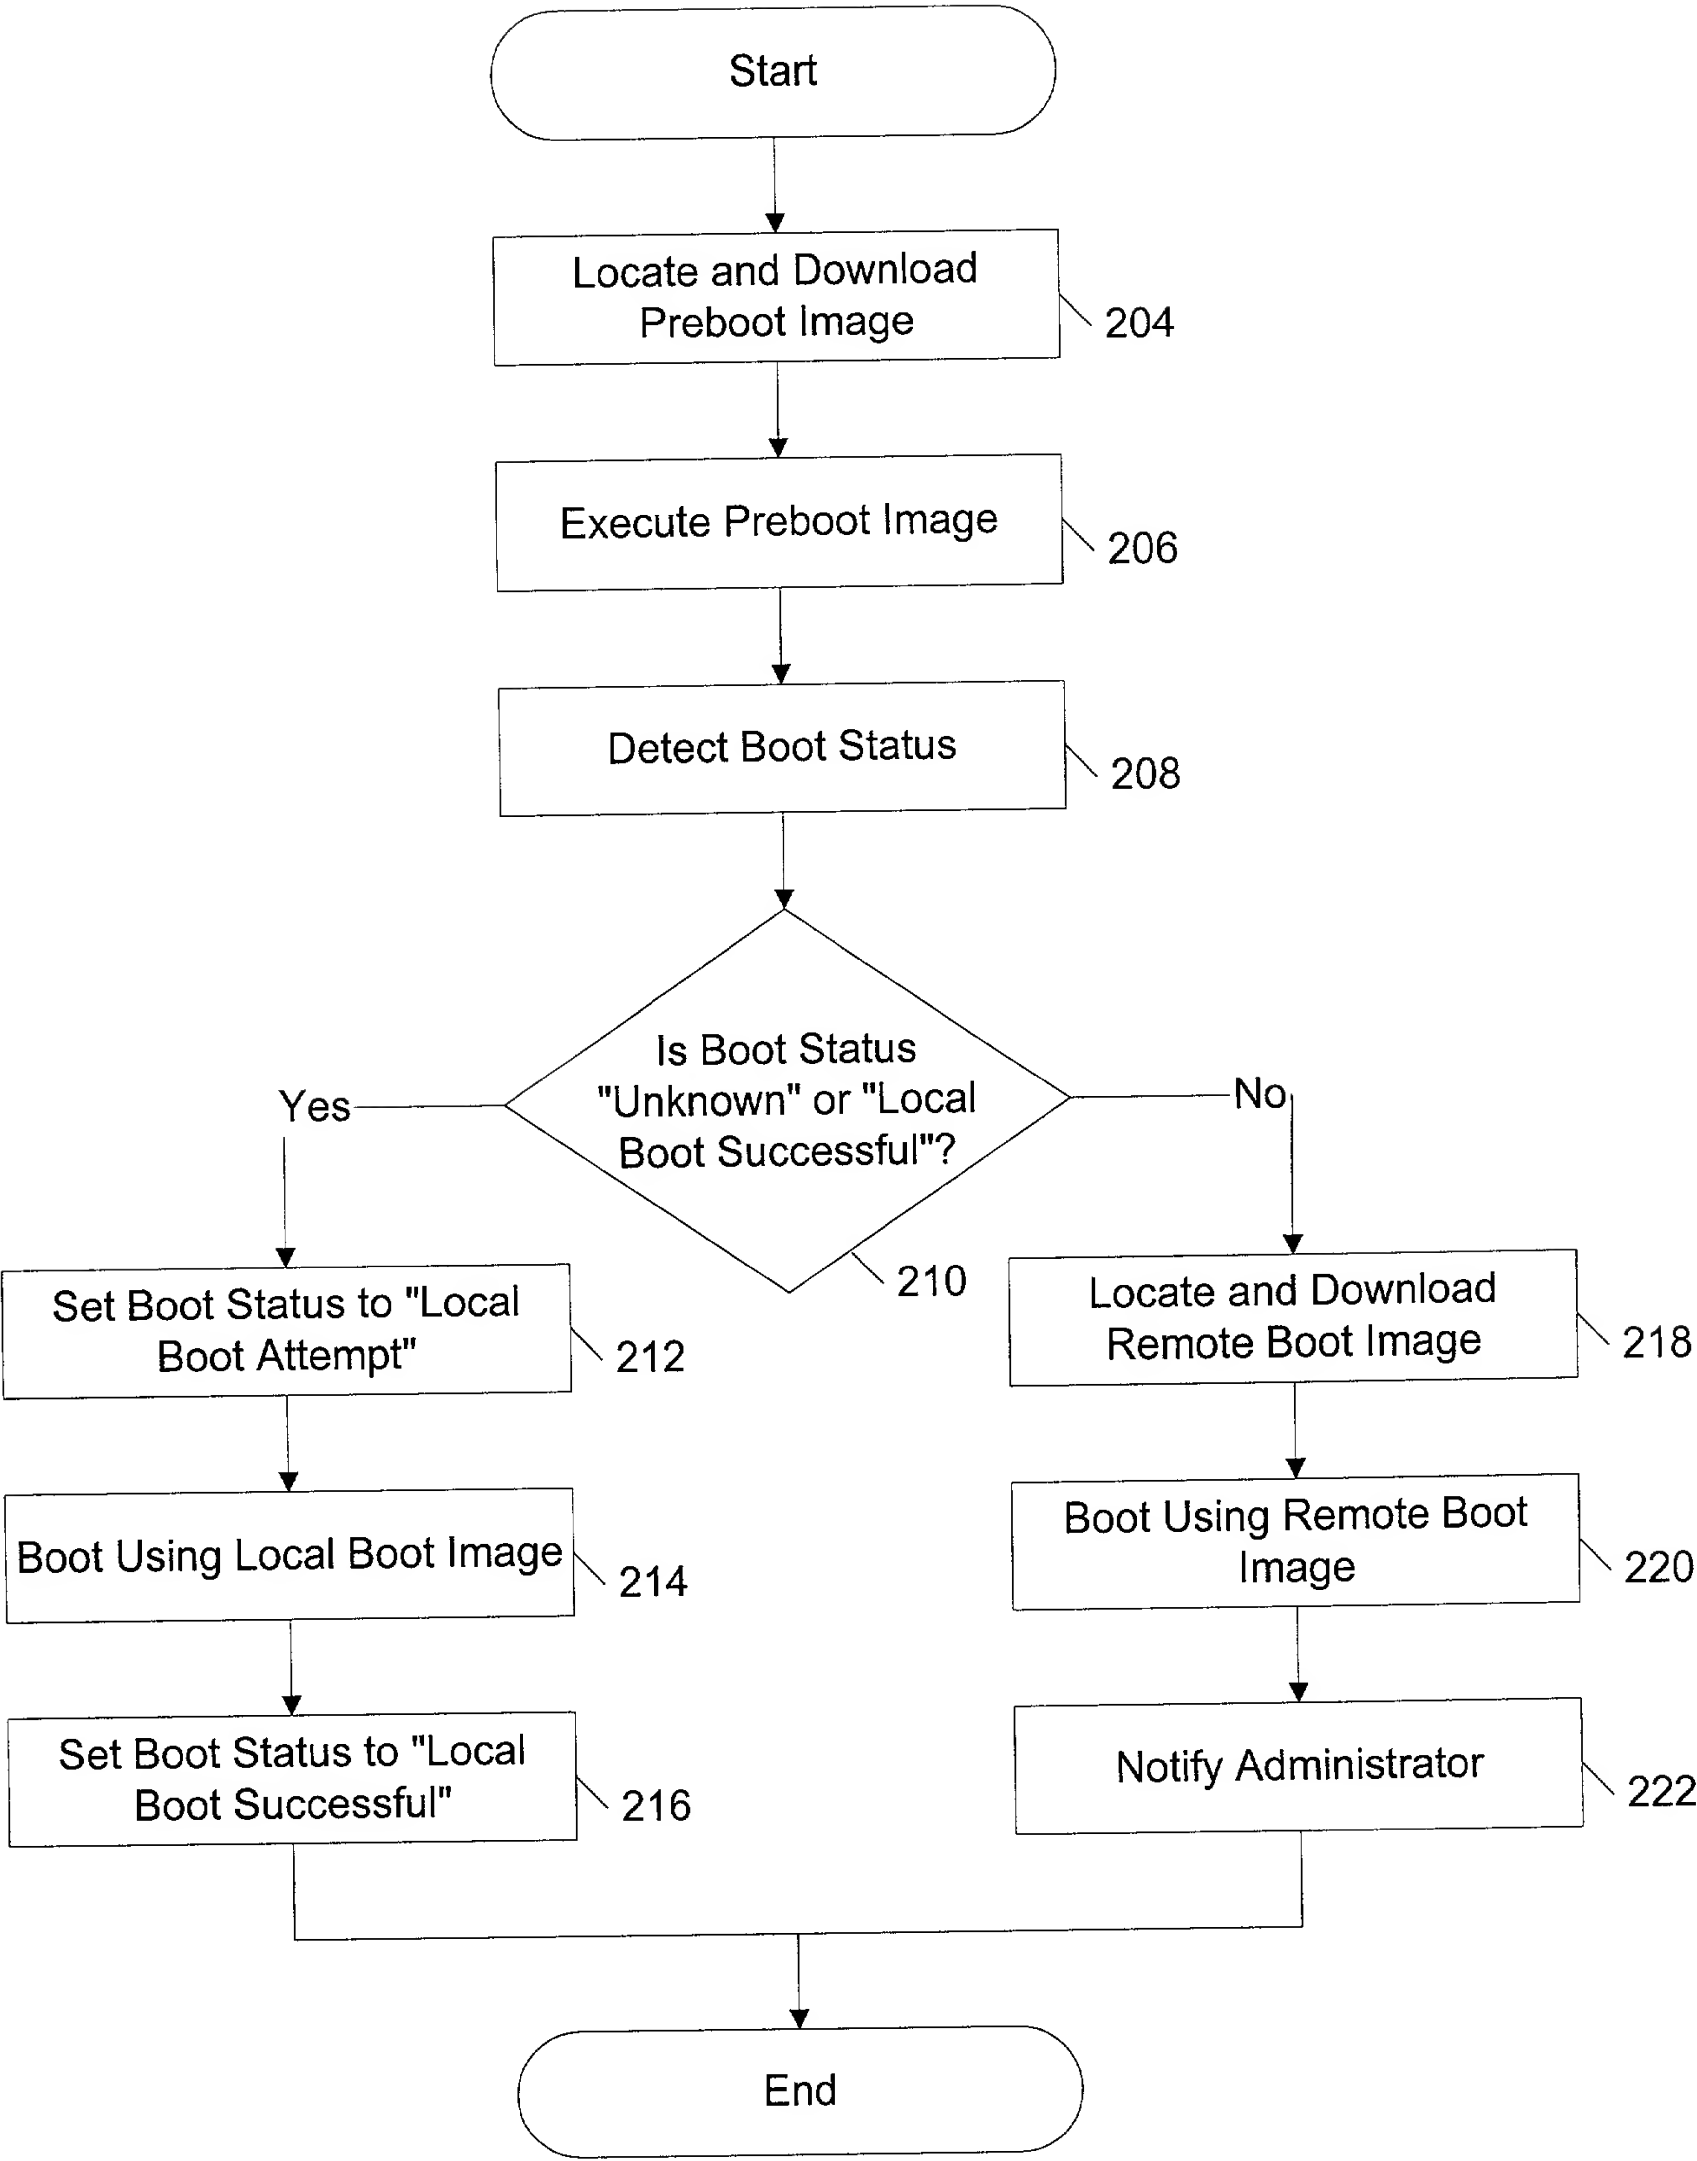 Start
Locate and Download
Preboot Image
204
Execute Preboot Image
206
Detect Boot Status
208
Is Boot Status
"Unknown" or "Local
Boot Successful"?
Yes
No
210
Set Boot Status to "Local
Boot Attempt"
212
Locate and Download
Remote Boot Image
218
Boot Using Local Boot Image
214
Boot Using Remote Boot
Image
220
Set Boot Status to "Local
Boot Successful"
216
Notify Administrator
222
End